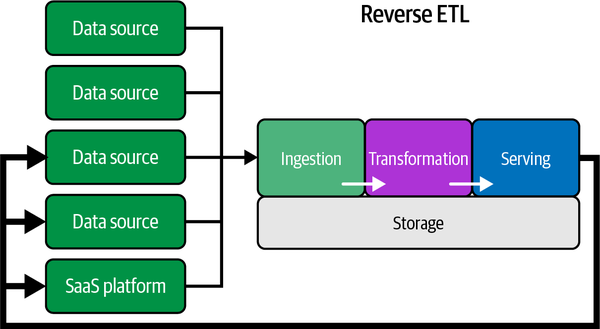 Reverse ETL
Data source
Data source
Data source
Data source
SaaS platform
Ingestion
Transformation
Serving
Storage